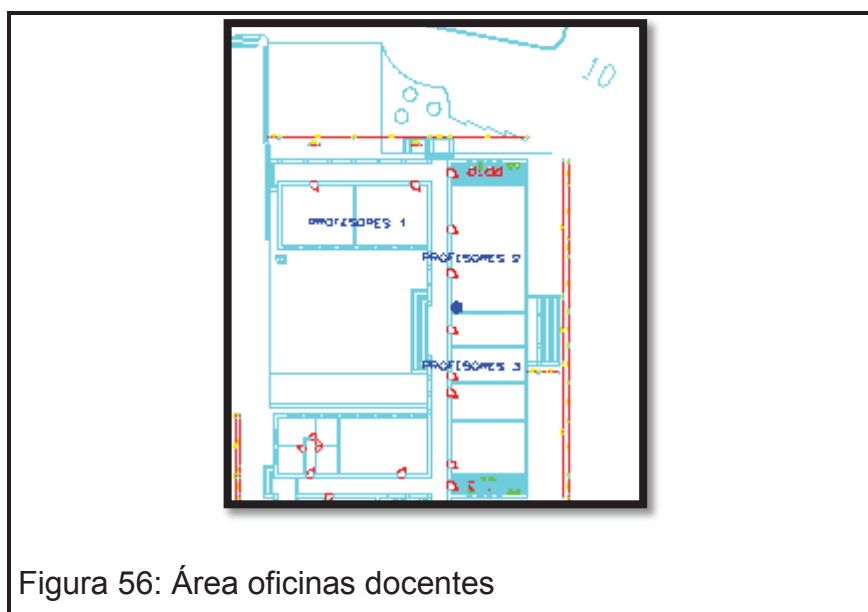 10
PROFESORES 1
PROFESORES 2
PROFESORES 3
Figura 56: Área oficinas docentes